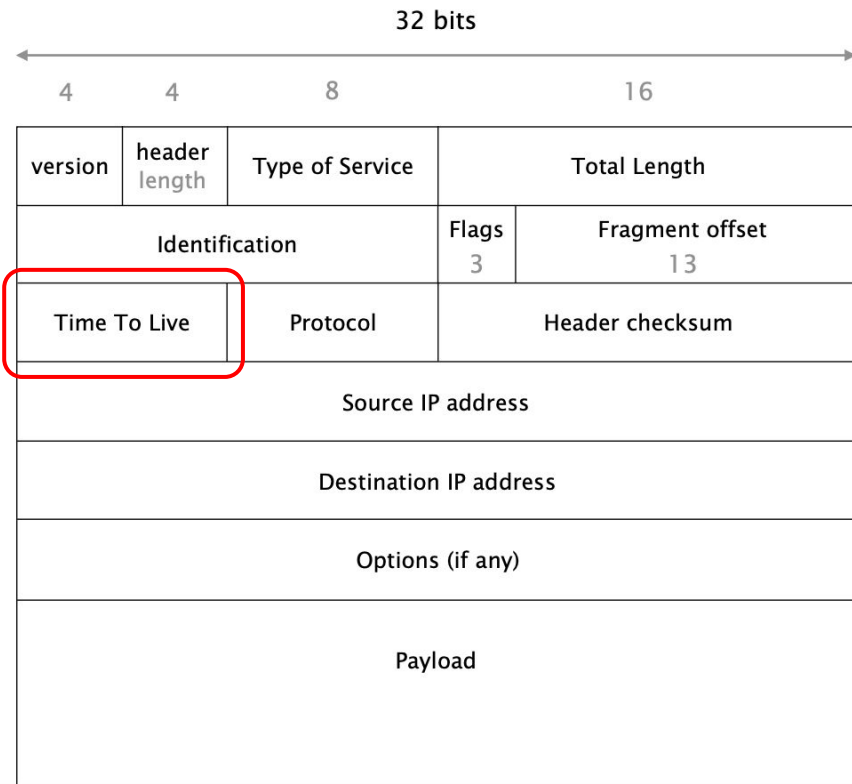 32 bits
4 4 8 16
version header length Type of Service Total Length
Identification Flags 3 Fragment offset 13
Time To Live Protocol Header checksum
Source IP address
Destination IP address
Options (if any)
Payload